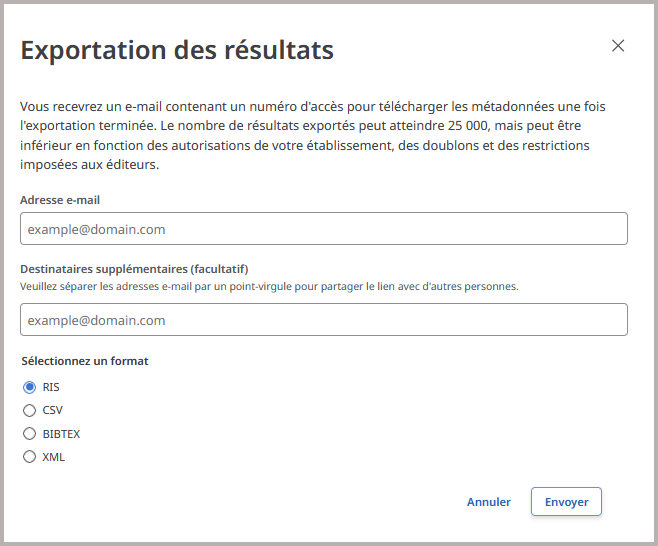 Exportation des résultats
Vous recevrez un e-mail contenant un numéro d'accès pour télécharger les métadonnées une fois
l'exportation terminée. Le nombre de résultats exportés peut atteindre 25 000, mais peut être
inférieur en fonction des autorisations de votre établissement, des doublons et des restrictions
imposées aux éditeurs.
Adresse e-mail
example@domain.com
Destinataires supplémentaires (facultatif)
Veuillez séparer les adresses e-mail par un point-virgule pour partager le lien avec d'autres personnes.
example@domain.com
Sélectionnez un format
RIS
CSV
BIBTEX
XML
Annuler Envoyer